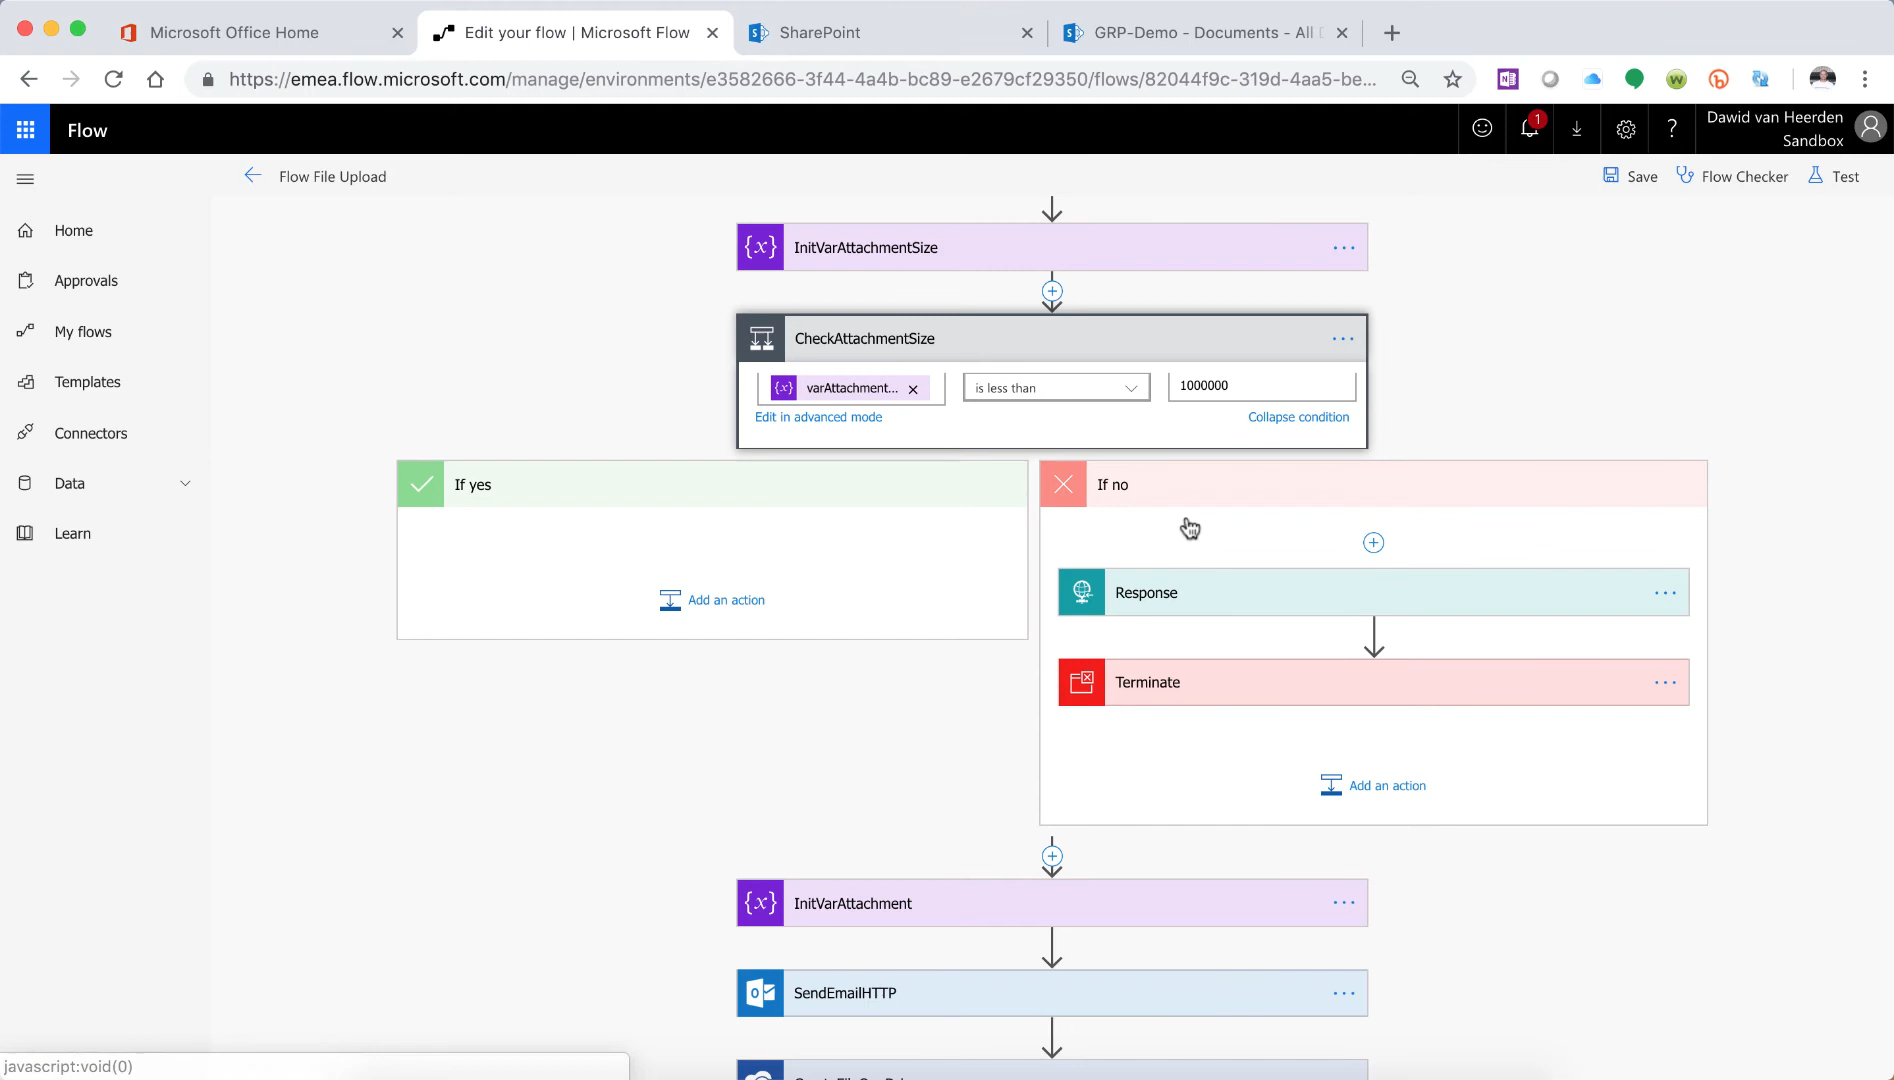 Microsoft Office Home
Edit your flow | Microsoft Flow
SharePoint
GRP-Demo - Documents - All D
https://emea.flow.microsoft.com/manage/environments/e3582666-3f44-4a4b-bc89-e2679cf29350/flows/82044f9c-319d-4aa5-be...
Flow
1
Dawid van Heerden
Sandbox
Flow File Upload
Save
Flow Checker
Test
Home
Approvals
My flows
Templates
Connectors
Data
Learn
{x} InitVarAttachmentSize
CheckAttachmentSize
{x} varAttachment...
is less than
1000000
Edit in advanced mode
Collapse condition
If yes
If no
Add an action
Response
Terminate
Add an action
{x} InitVarAttachment
SendEmailHTTP
javascript:void(0)